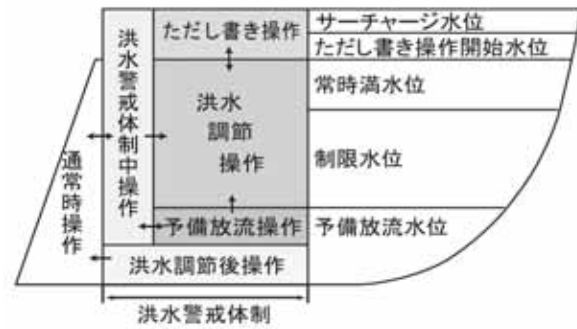 洪水警戒体制中操作
ただし書き操作
サーチャージ水位
ただし書き操作開始水位
常時満水位
洪水
調節
操作
制限水位
通常時操作
予備放流操作
予備放流水位
洪水調節後操作
洪水警戒体制